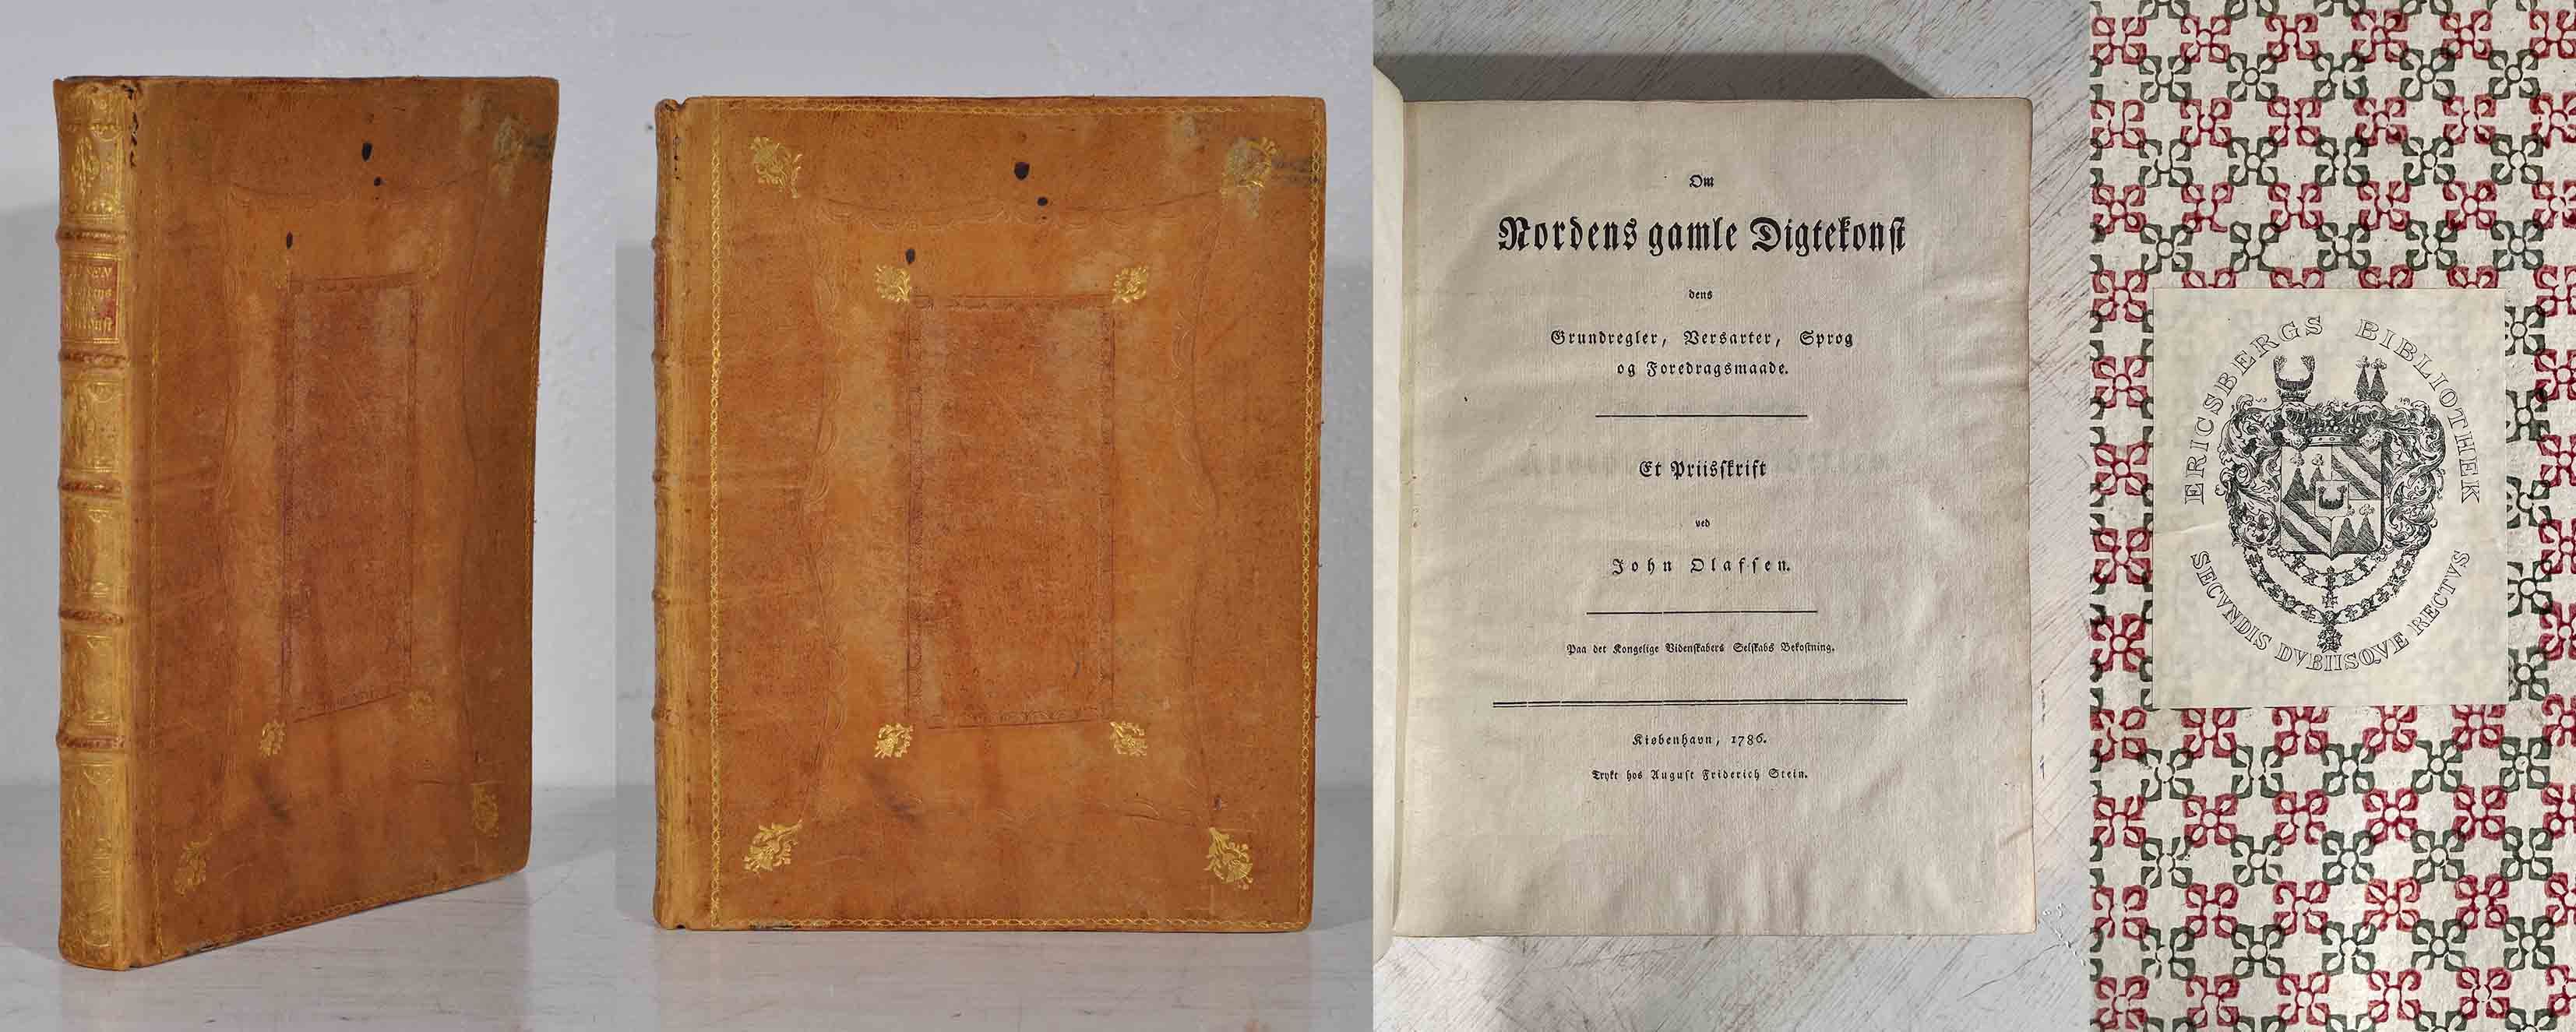 Om
Nordens gamle Digtekonst
dens
Grundregler, Versarter, Sprog
og Foredragsmaade.
Et Priisskrift
ved
John Olafsen.
Paa det Kongelige Videnskabers Selskabs Bekostning.
Kiøbenhavn, 1786.
Trykt hos August Friderich Stein.
ERICSBERGS BIBLIOTHEK
SECVNDIS DVBIISQVE RECTVS